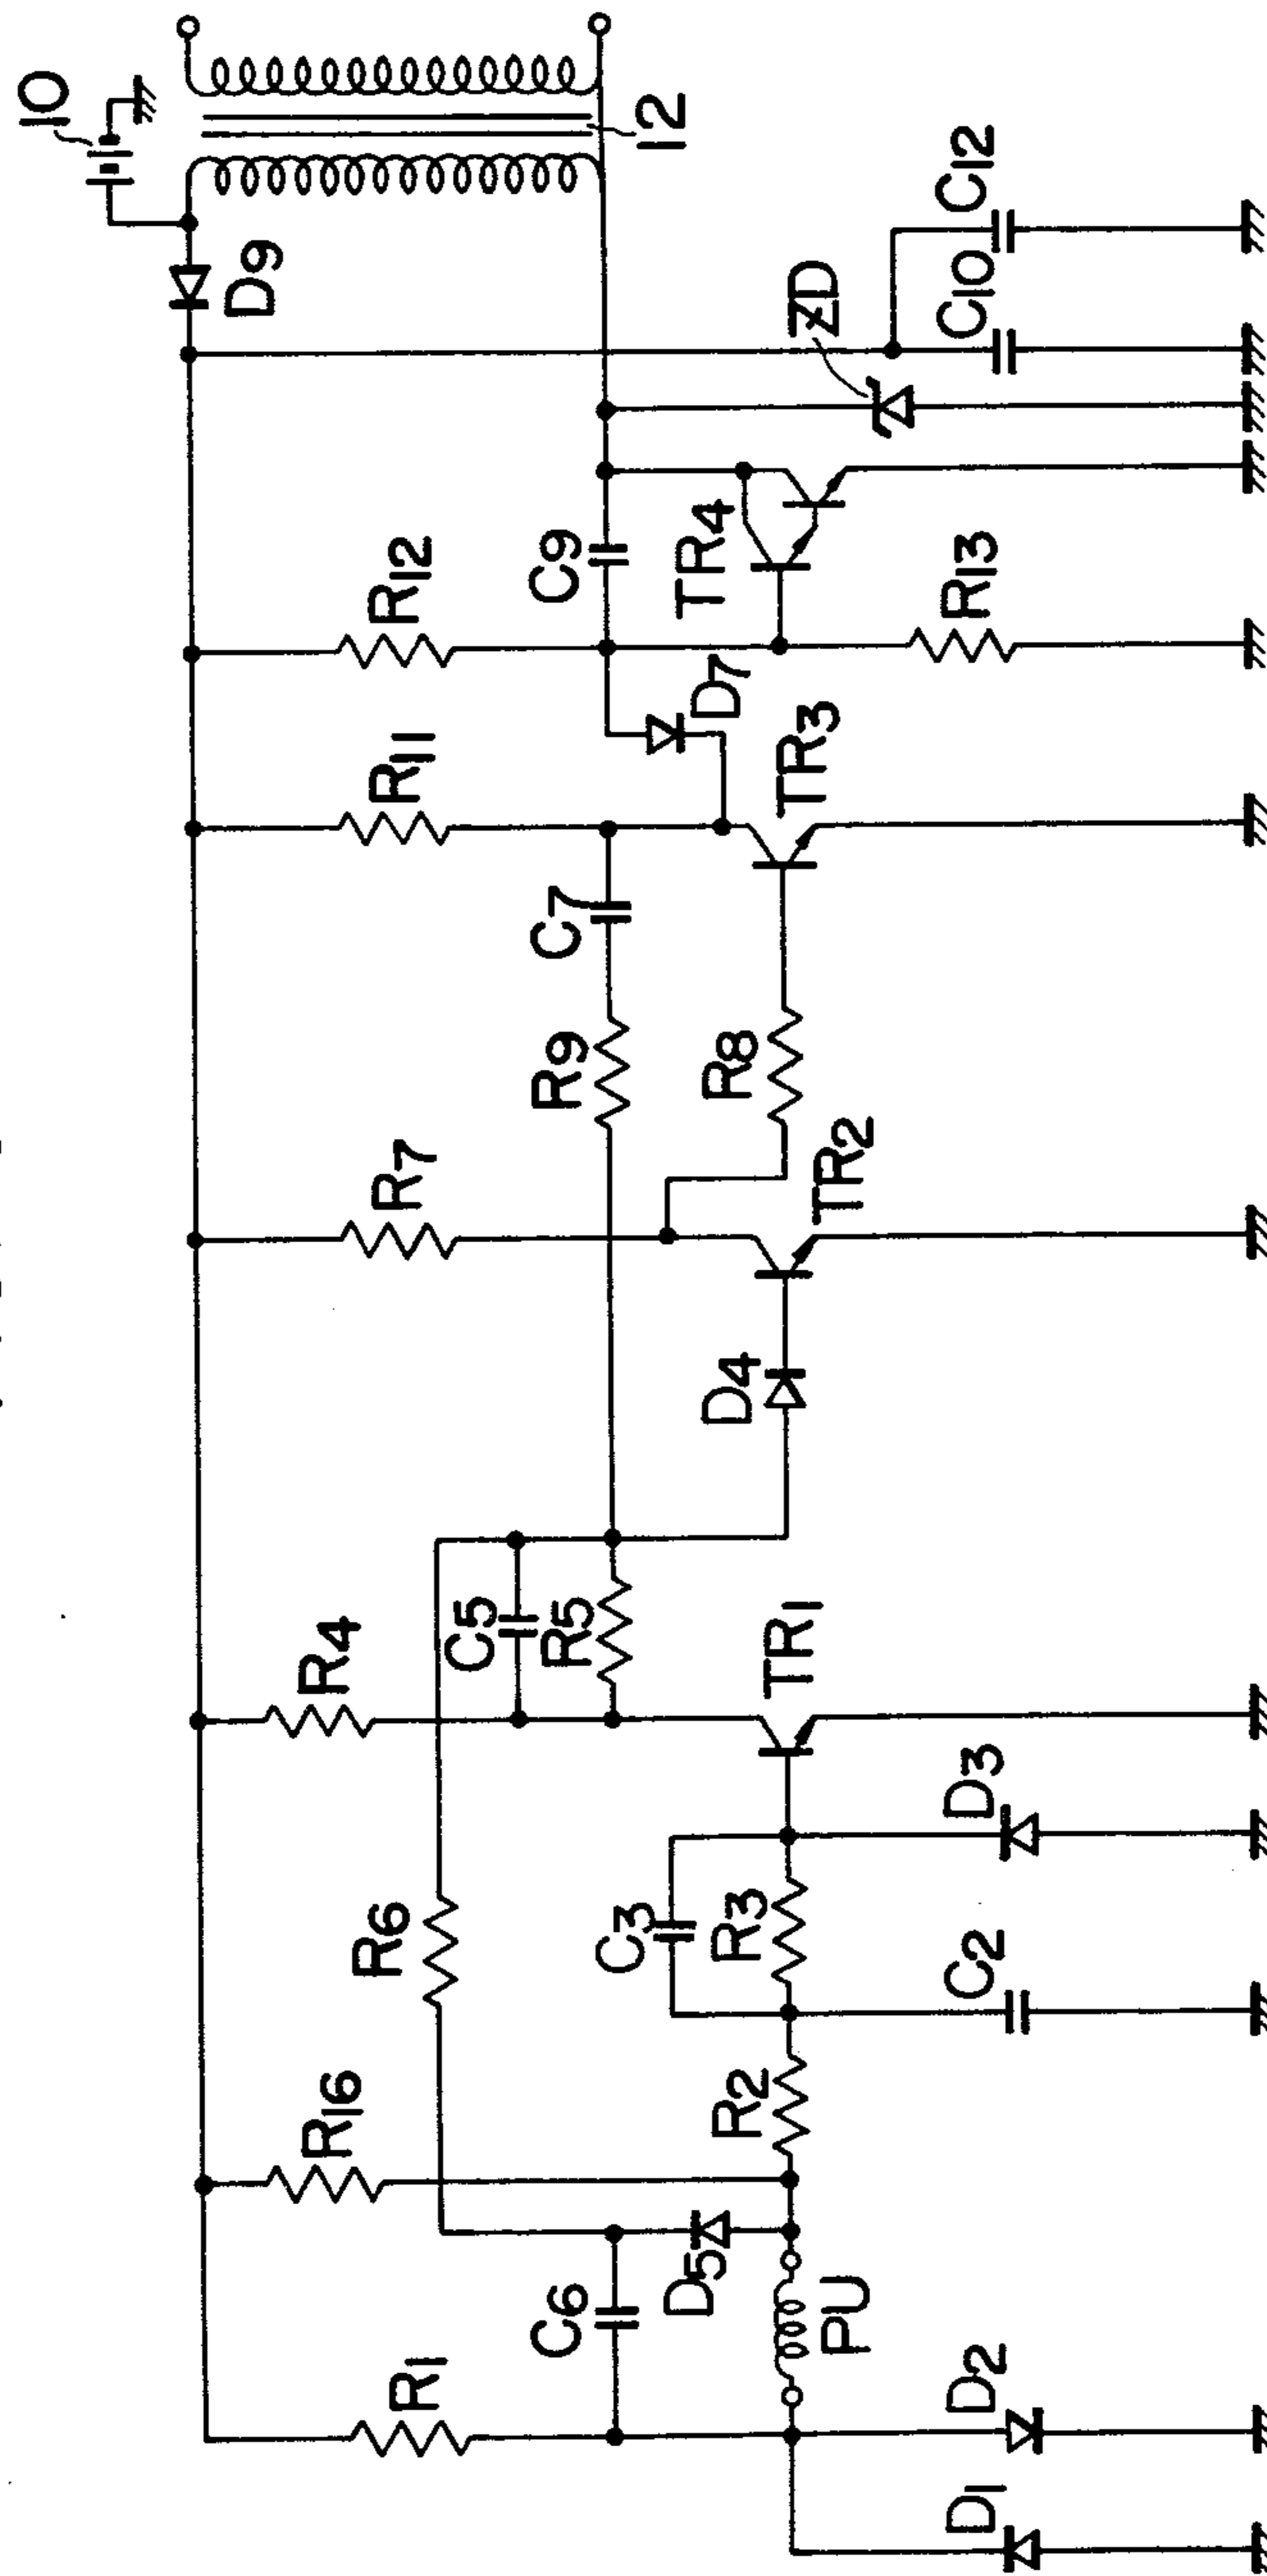 10
12
D9
C12
C10
ZD
R12
C9
TR4
R13
R11
D7
TR3
C7
R9
R8
R7
TR2
D4
R4
C5
R5
TR1
D3
R6
C3
R3
C2
R16
R2
C6
D5
PU
R1
D2
D1